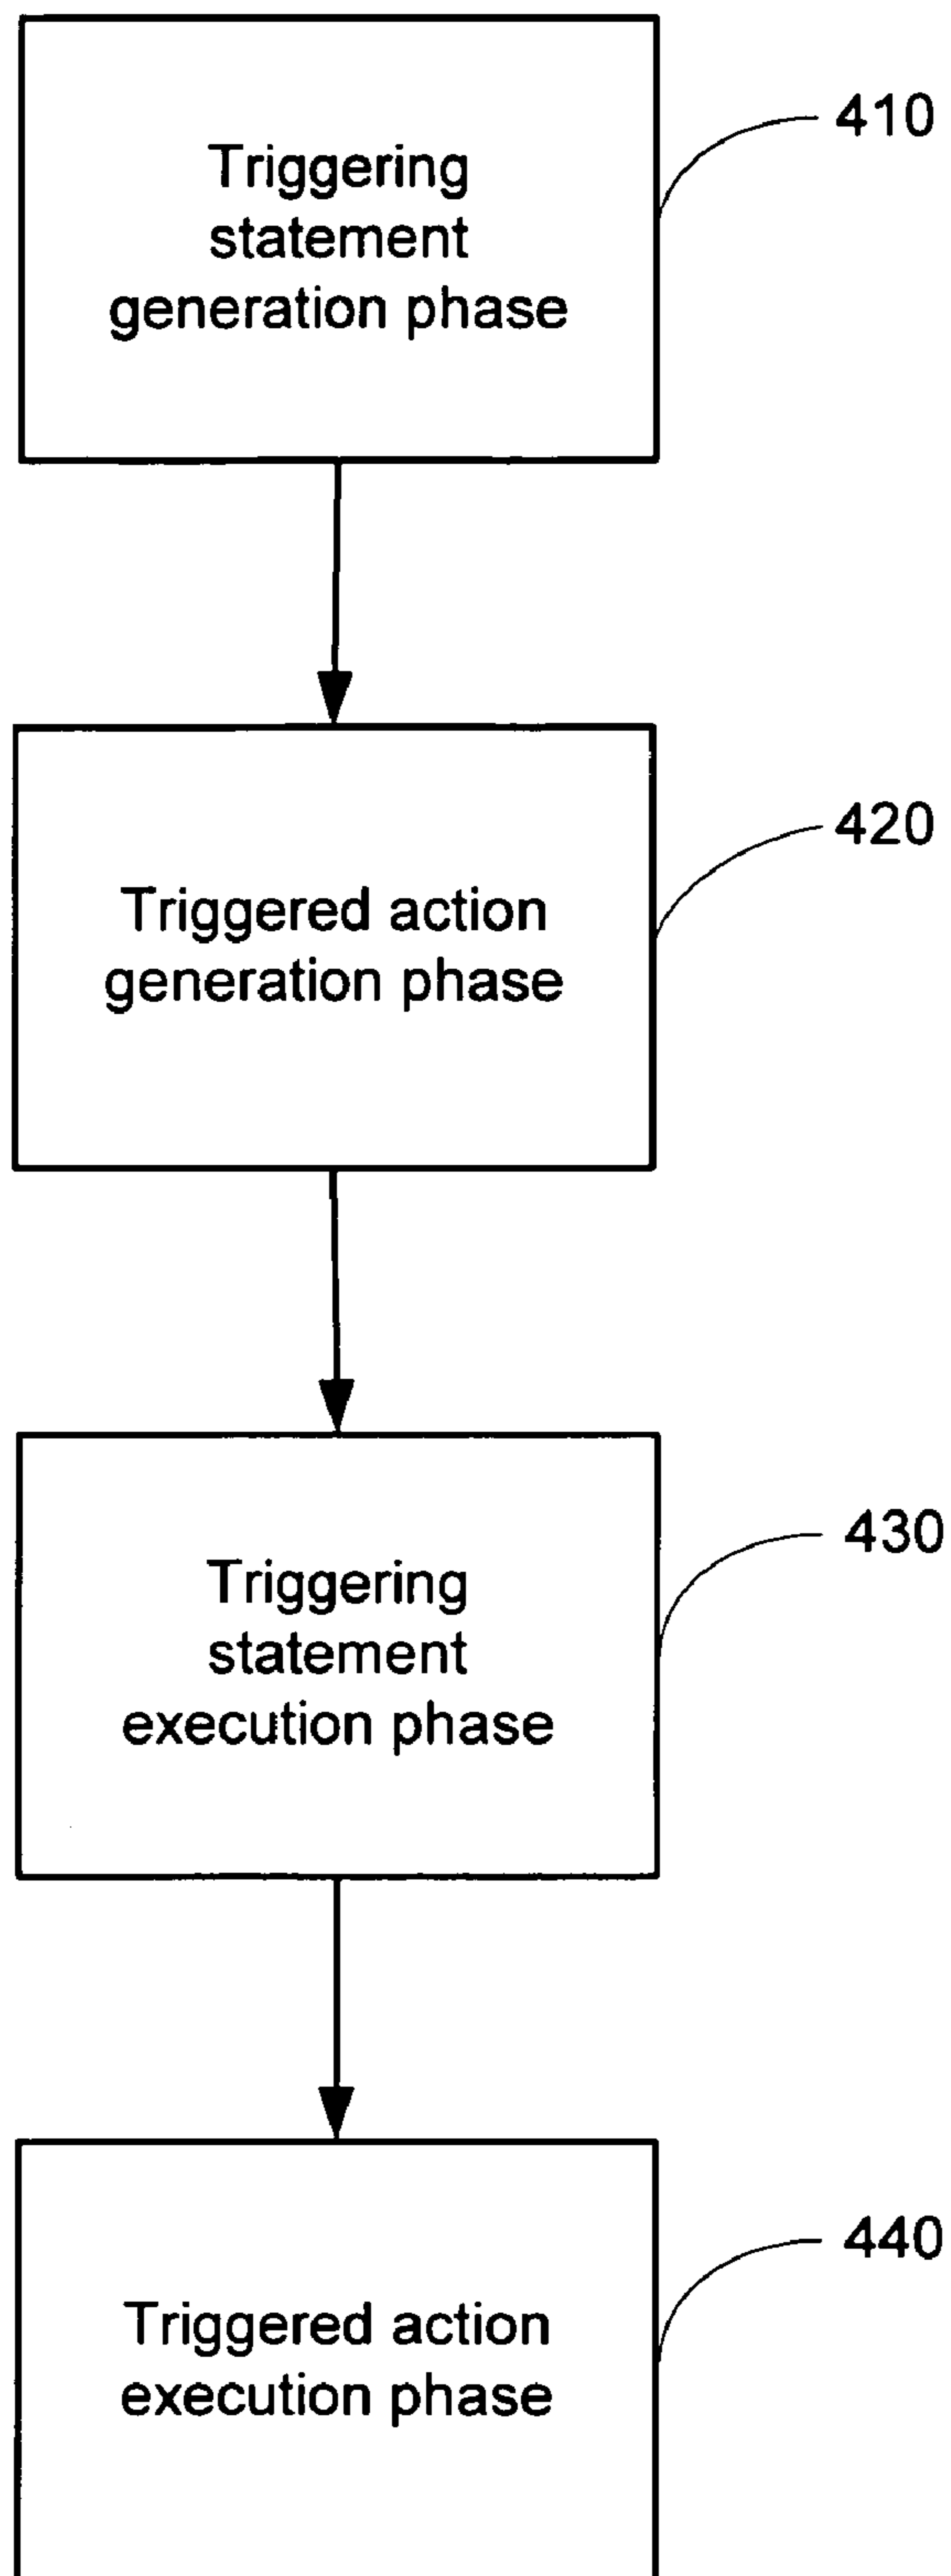 410
Triggering
statement
generation phase
420
Triggered action
generation phase
430
Triggering
statement
execution phase
440
Triggered action
execution phase